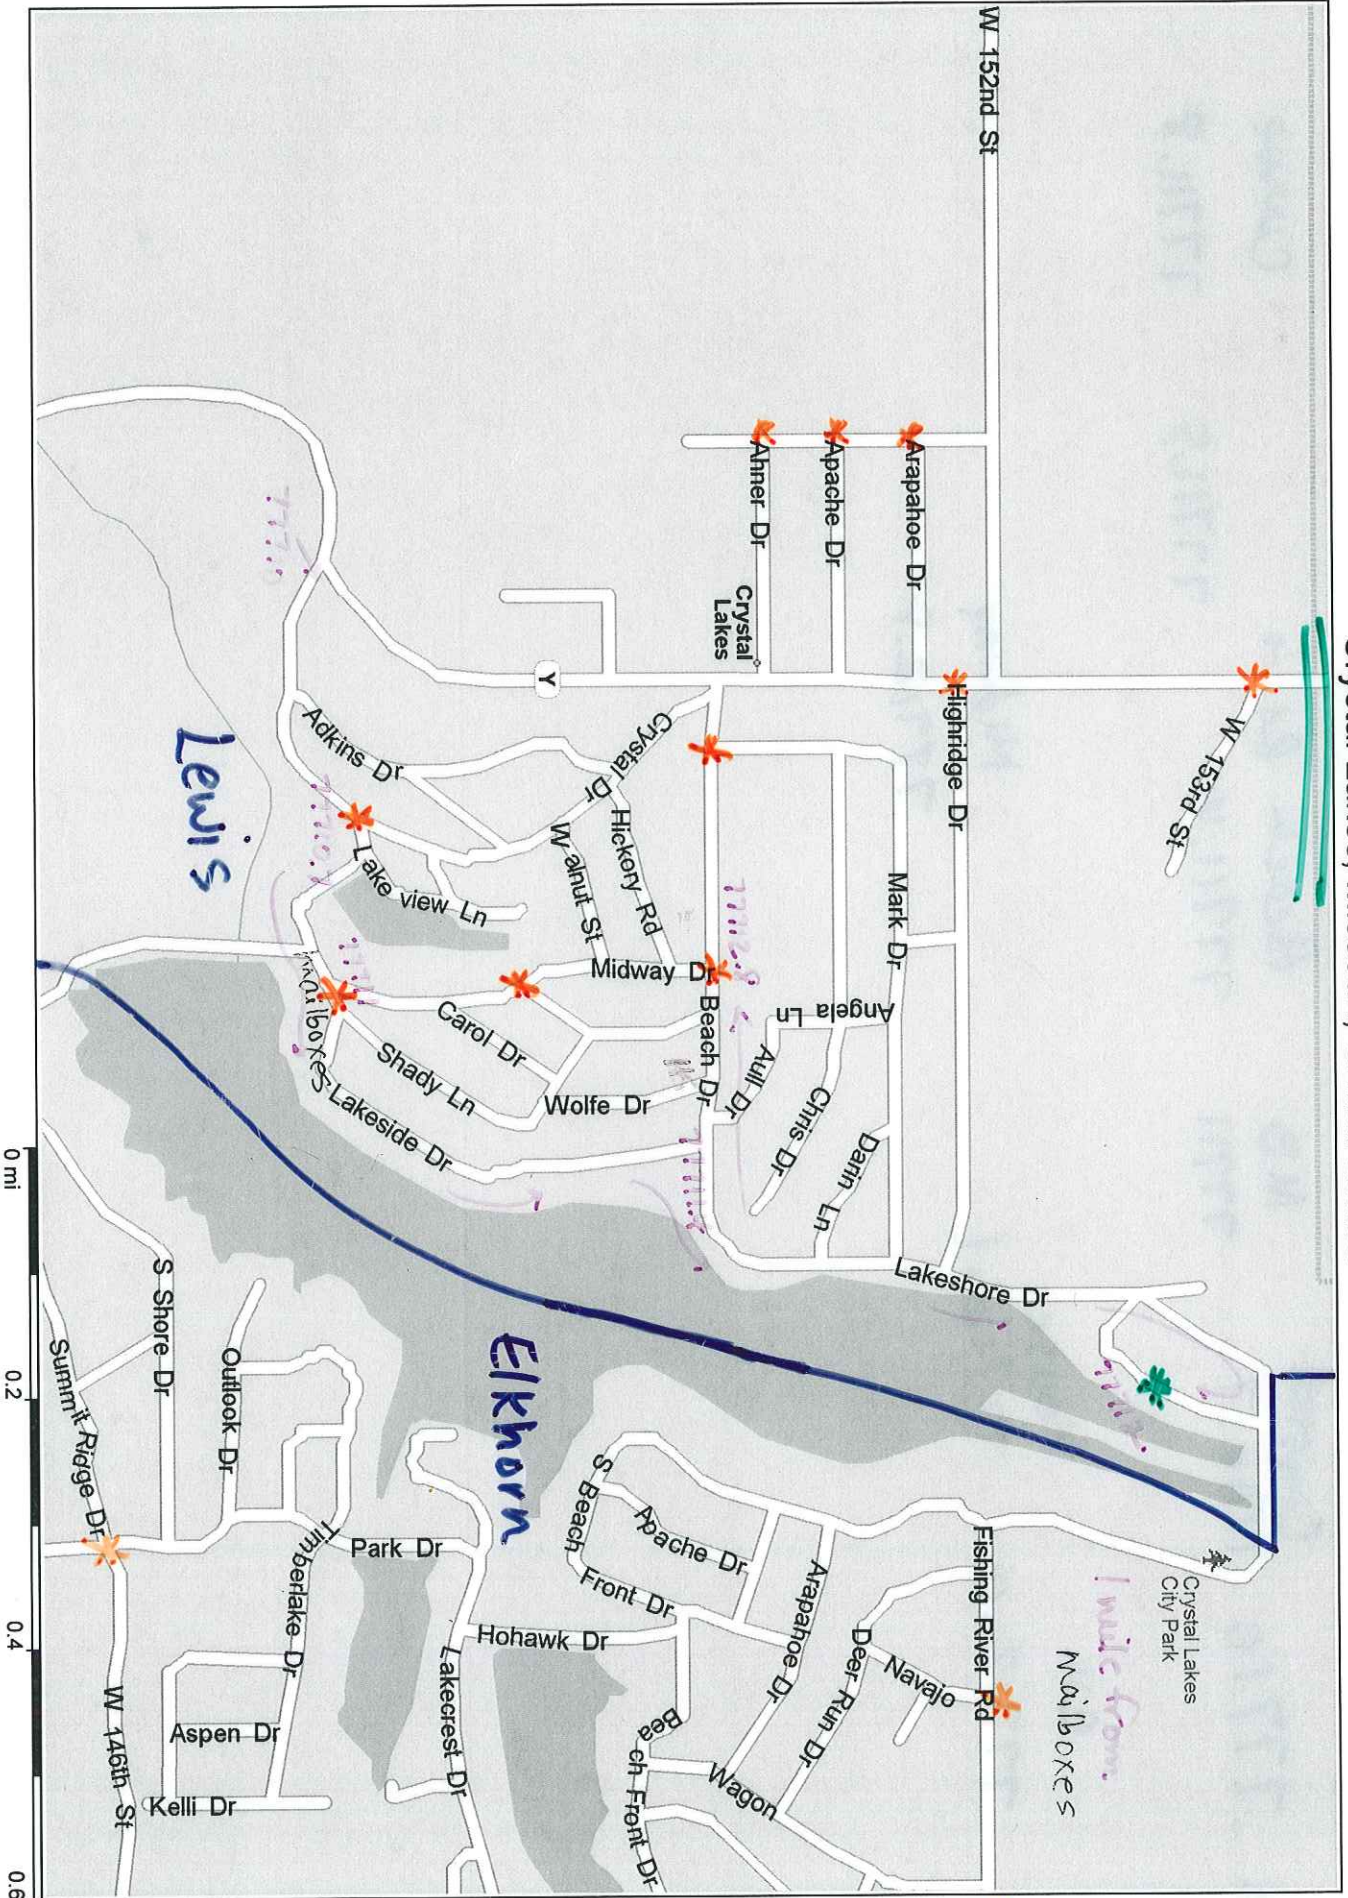 W 152nd St
W 153rd St
Highridge Dr
Arapahoe Dr
Apache Dr
Ahner Dr
Crystal
Lakes
Y
Mark Dr
Angela Ln
Aull Dr
Chris Dr
Darin Ln
Beach Dr
Crystal Dr
Hickory Rd
Walnut St
Midway Dr
Adkins Dr
Lake view Ln
Carol Dr
Shady Ln
Wolfe Dr
Lakeside Dr
Lakeshore Dr
mailboxes
Lewis
Elkhorn
Crystal Lakes
City Park
1 mile from
mailboxes
Fishing River Rd
Navajo
Deer Run Dr
Arapahoe Dr
Apache Dr
S Beach Front Dr
Wagon
Beach Front Dr
Hohawk Dr
Lakecrest Dr
Park Dr
Timberlake Dr
Outlook Dr
S Shore Dr
Summit Ridge Dr
Aspen Dr
Kelli Dr
W 146th St
0 mi
0.2
0.4
0.6